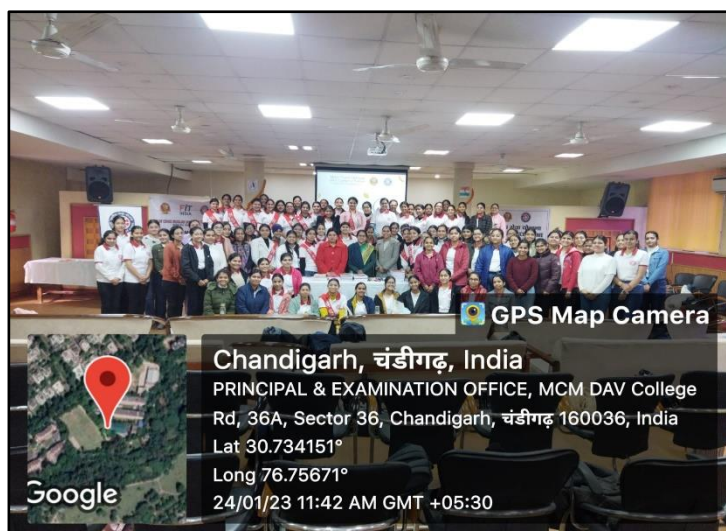 GPS Map Camera
Chandigarh, चंडीगढ़, India
PRINCIPAL & EXAMINATION OFFICE, MCM DAV College
Rd, 36A, Sector 36, Chandigarh, चंडीगढ़ 160036, India
Lat 30.734151°
Long 76.75671°
24/01/23 11:42 AM GMT +05:30
Google